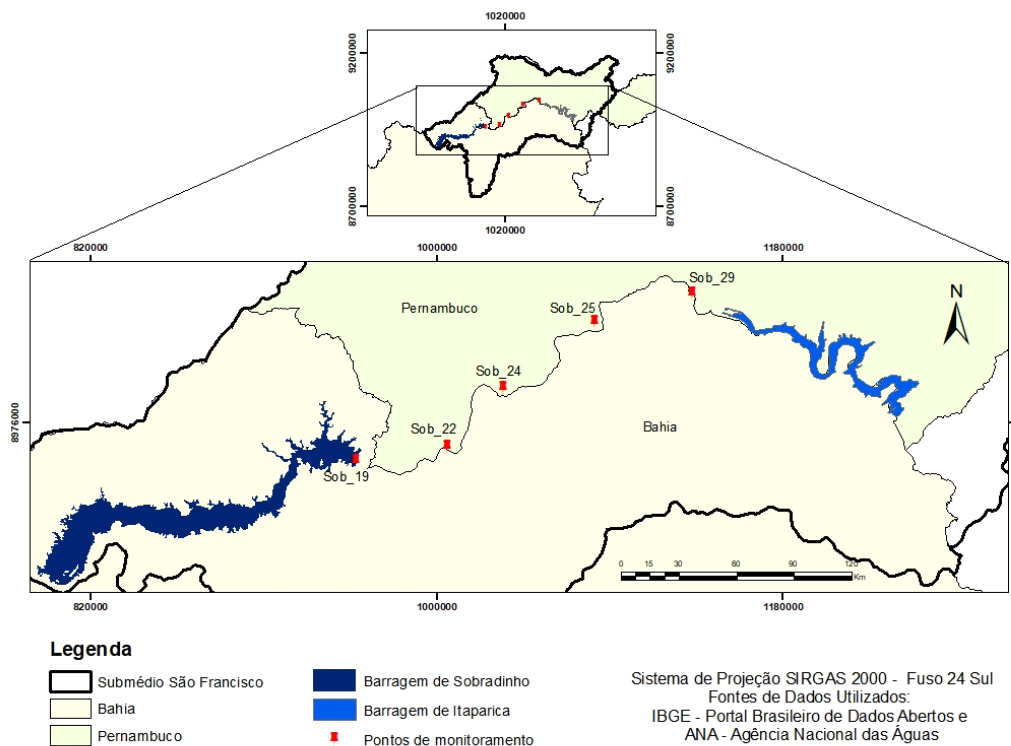 1020000
9200000
9200000
8700000
8700000
1020000
820000
1000000
1180000
Sob_29
Pernambuco
Sob_25
N
Sob_24
8976000
Sob_22
Bahia
Sob_19
0 15 30 60 90 120
Km
820000
1000000
1180000
Legenda
Submédio São Francisco
Bahia
Pernambuco
Barragem de Sobradinho
Barragem de Itaparica
Pontos de monitoramento
Sistema de Projeção SIRGAS 2000 - Fuso 24 Sul
Fontes de Dados Utilizados:
IBGE - Portal Brasileiro de Dados Abertos e
ANA - Agência Nacional das Águas